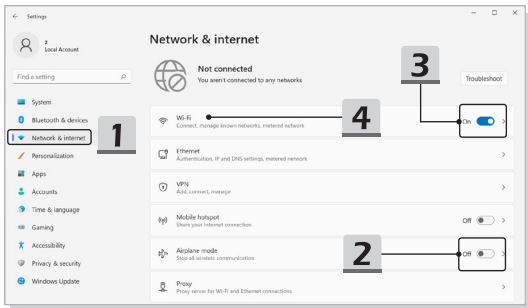 Settings
z
Local Account
Find a setting
System
Bluetooth & devices
Network & internet
Personalization
Apps
Accounts
Time & language
Gaming
Accessibility
Privacy & security
Windows Update
1
Network & internet
Not connected
You aren't connected to any networks
Troubleshoot
3
4
Wi-Fi
Connect, manage known networks, metered network
On
Ethernet
Authentication, IP and DNS settings, metered network
VPN
Add, connect, manage
Mobile hotspot
Share your internet connection
Off
Airplane mode
Stop all wireless communication
2
Off
Proxy
Proxy server for Wi-Fi and Ethernet connections